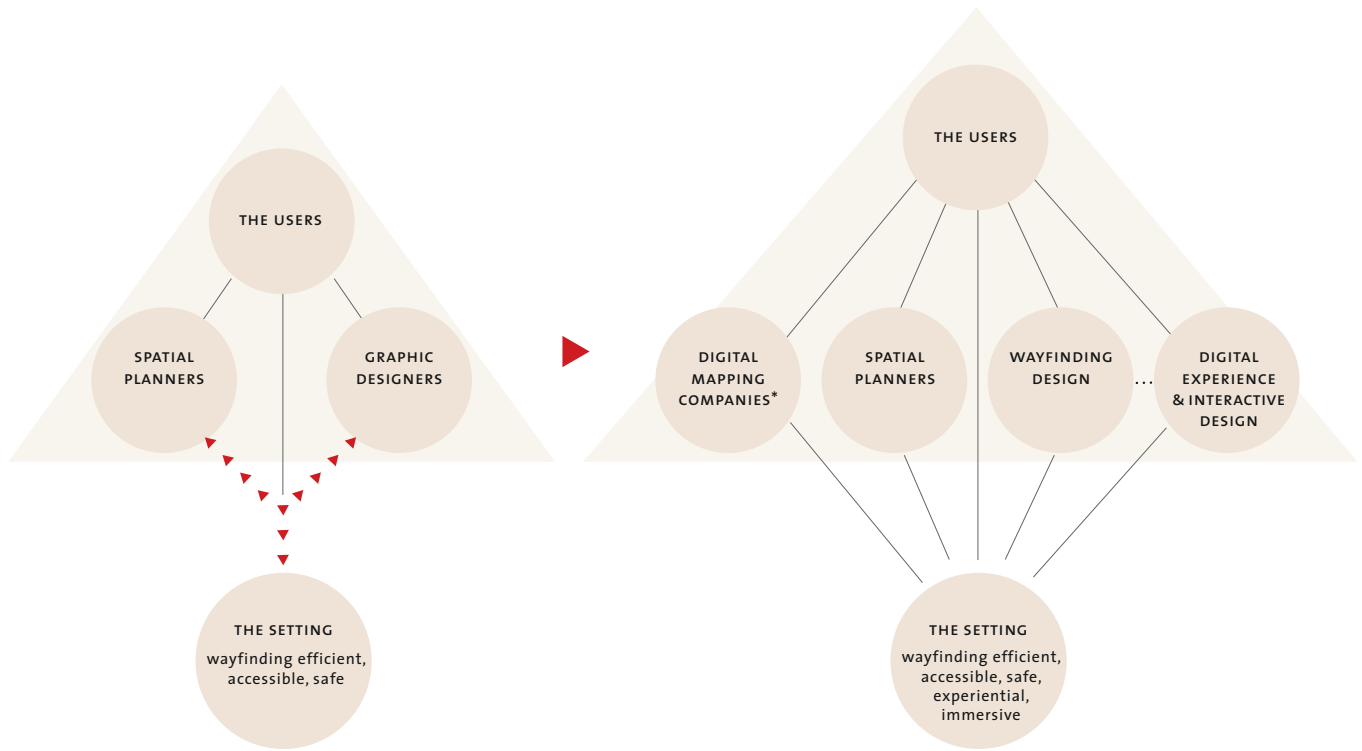 THE USERS
SPATIAL
PLANNERS
GRAPHIC
DESIGNERS
THE SETTING
wayfinding efficient,
accessible, safe
THE USERS
DIGITAL
MAPPING
COMPANIES*
SPATIAL
PLANNERS
WAYFINDING
DESIGN
...
DIGITAL
EXPERIENCE
& INTERACTIVE
DESIGN
THE SETTING
wayfinding efficient,
accessible, safe,
experiential,
immersive